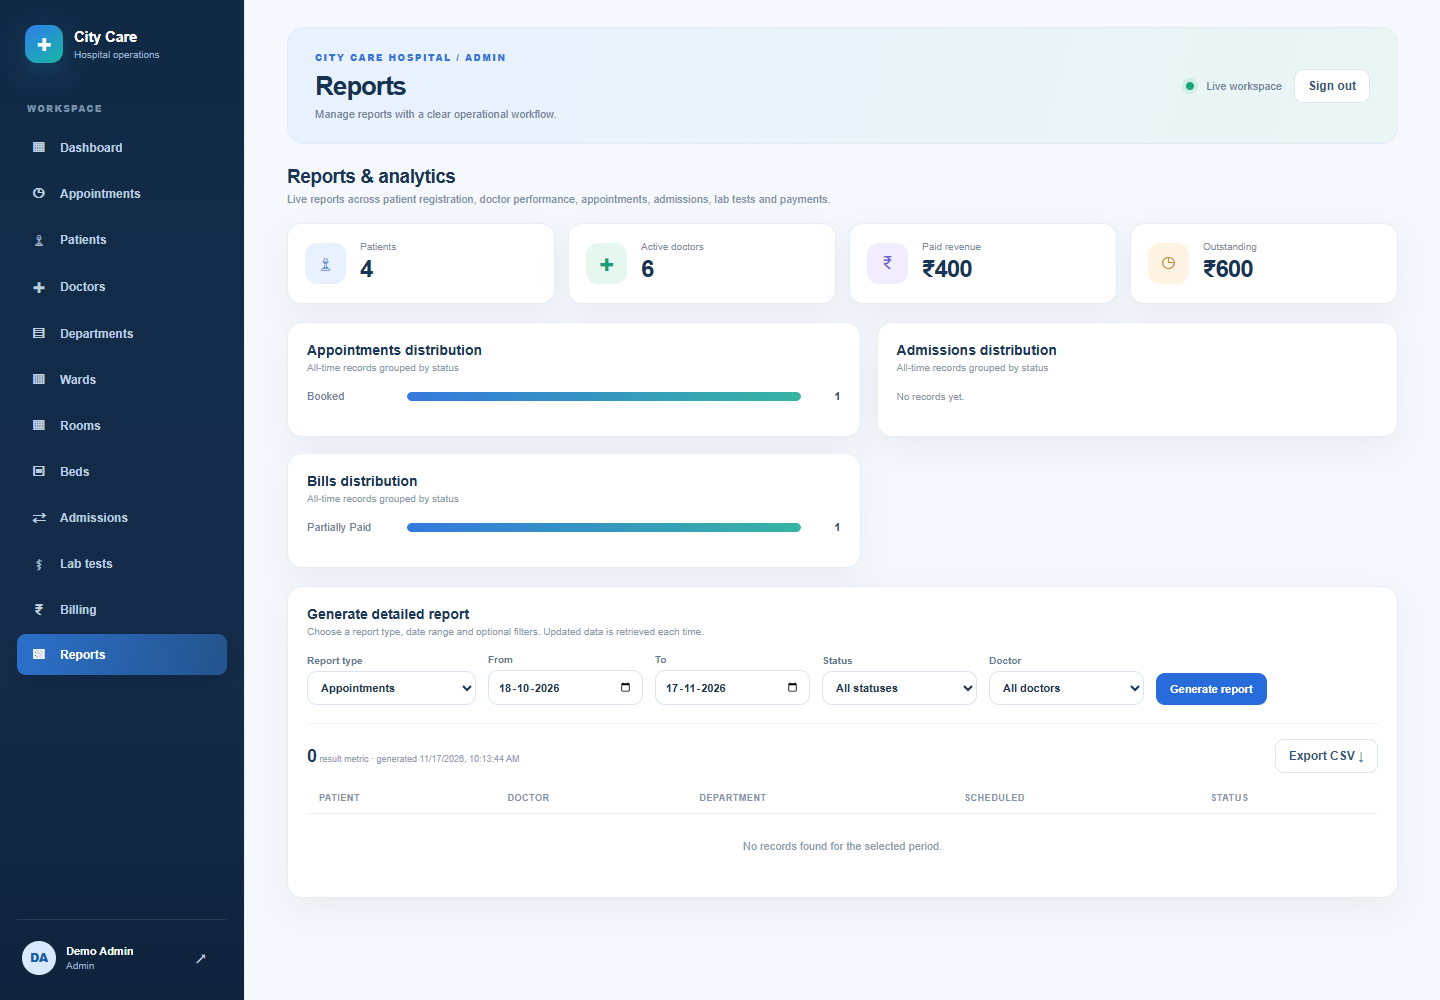 City Care
Hospital operations
WORKSPACE
Dashboard
Appointments
Patients
Doctors
Departments
Wards
Rooms
Beds
Admissions
Lab tests
₹ Billing
Reports
DA
Demo Admin
Admin
CITY CARE HOSPITAL / ADMIN
Reports
Manage reports with a clear operational workflow.
Live workspace
Sign out
Reports & analytics
Live reports across patient registration, doctor performance, appointments, admissions, lab tests and payments.
Patients
4
Active doctors
6
₹
Paid revenue
₹400
Outstanding
₹600
Appointments distribution
All-time records grouped by status
Booked 1
Admissions distribution
All-time records grouped by status
No records yet.
Bills distribution
All-time records grouped by status
Partially Paid 1
Generate detailed report
Choose a report type, date range and optional filters. Updated data is retrieved each time.
Report type From To Status Doctor
Appointments 18-10-2026 17-11-2026 All statuses All doctors Generate report
0 result metric · generated 11/17/2026, 10:13:44 AM
Export CSV ↓
PATIENT DOCTOR DEPARTMENT SCHEDULED STATUS
No records found for the selected period.